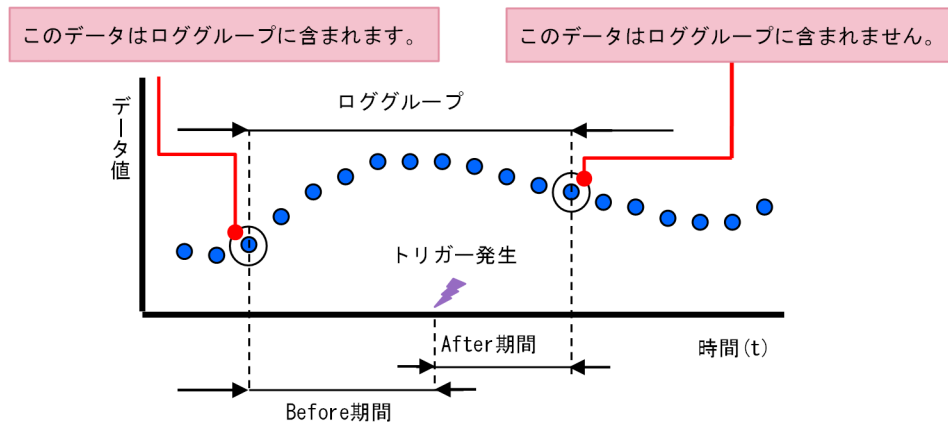 このデータはロググループに含まれます。
このデータはロググループに含まれません。
データ値
ロググループ
トリガー発生
After期間
時間(t)
Before期間